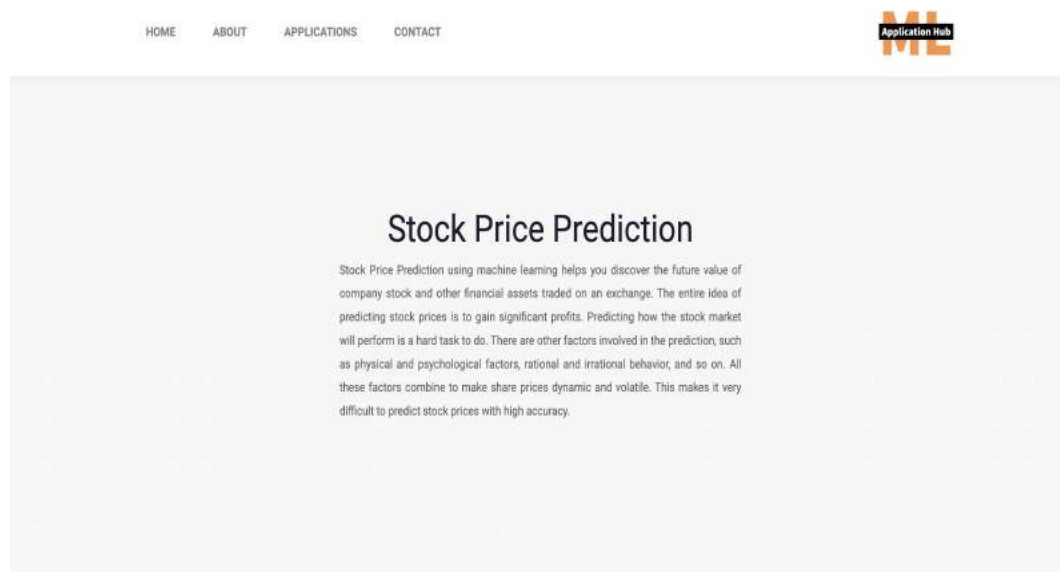 HOME ABOUT APPLICATIONS CONTACT
ML
Application Hub
Stock Price Prediction
Stock Price Prediction using machine learning helps you discover the future value of
company stock and other financial assets traded on an exchange. The entire idea of
predicting stock prices is to gain significant profits. Predicting how the stock market
will perform is a hard task to do. There are other factors involved in the prediction, such
as physical and psychological factors, rational and irrational behavior, and so on. All
these factors combine to make share prices dynamic and volatile. This makes it very
difficult to predict stock prices with high accuracy.